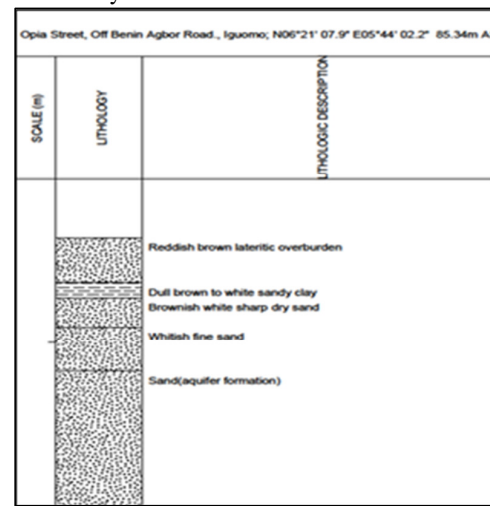 Opia Street, Off Benin Agbor Road., Iguomo; N06°21' 07.9" E05°44' 02.2" 85.34m A
SCALE (m)
LITHOLOGY
LITHOLOGIC DESCRIPTION
Reddish brown lateritic overburden
Dull brown to white sandy clay
Brownish white sharp dry sand
Whitish fine sand
Sand(aquifer formation)